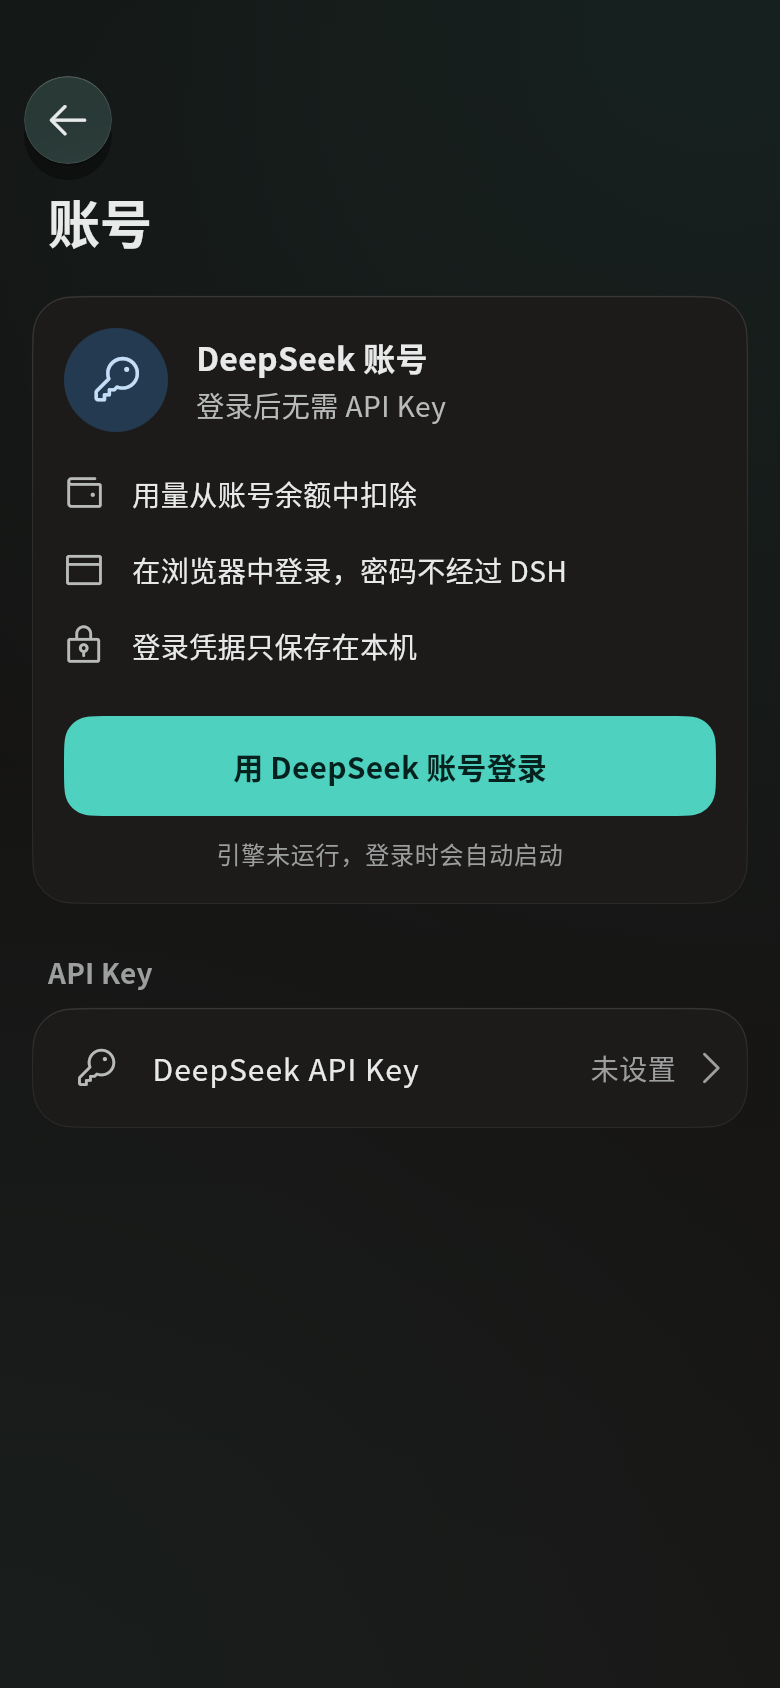 账号
DeepSeek 账号
登录后无需 API Key
用量从账号余额中扣除
在浏览器中登录，密码不经过 DSH
登录凭据只保存在本机
用 DeepSeek 账号登录
引擎未运行，登录时会自动启动
API Key
DeepSeek API Key 未设置